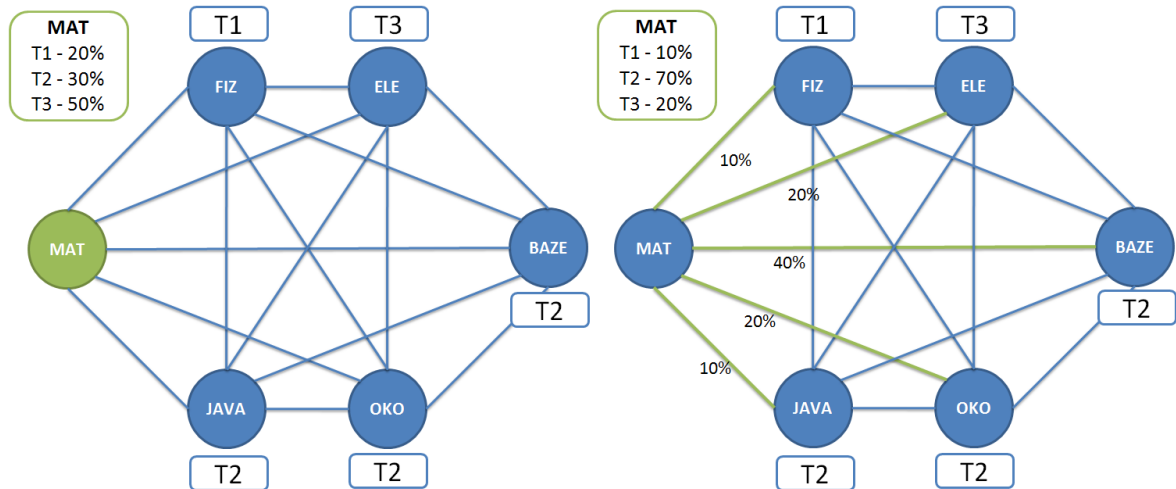 MAT
T1 - 20%
T2 - 30%
T3 - 50%
T1
T3
FIZ
ELE
MAT
BAZE
T2
JAVA
OKO
T2
T2
MAT
T1 - 10%
T2 - 70%
T3 - 20%
T1
T3
FIZ
ELE
10%
20%
MAT
BAZE
40%
T2
20%
10%
JAVA
OKO
T2
T2